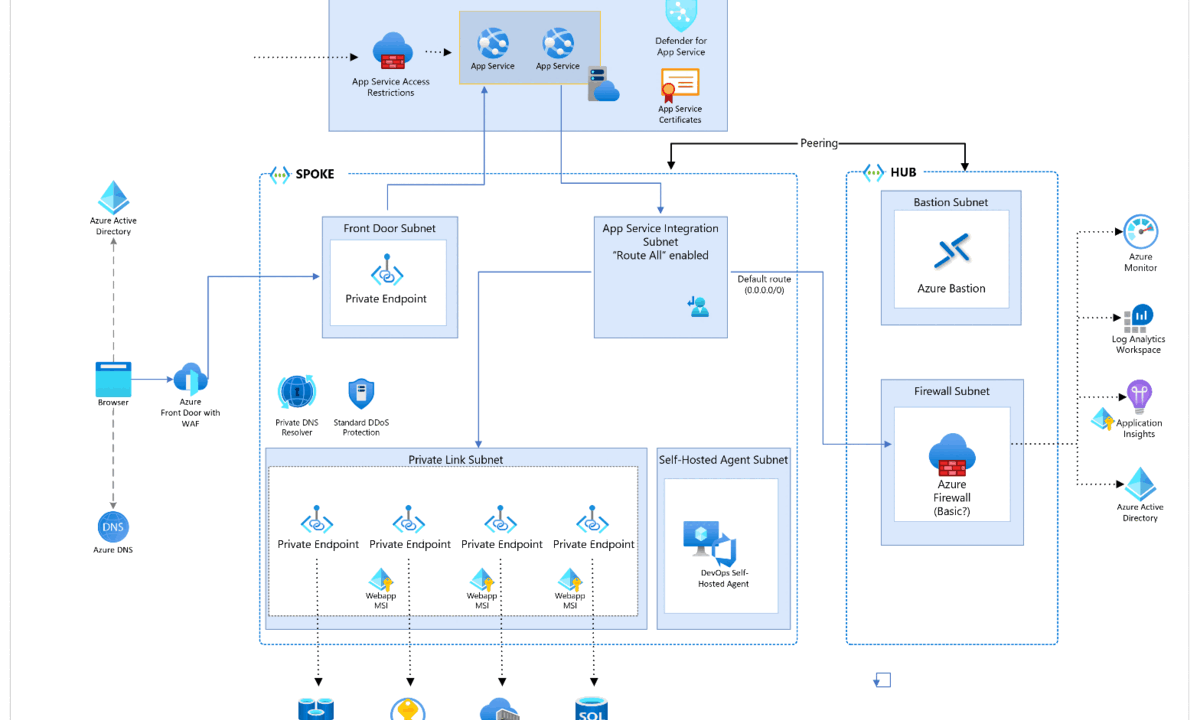 Defender for
App Service
App Service
App Service
App Service Access
Restrictions
App Service
Certificates
Peering
SPOKE
HUB
Azure Active
Directory
Front Door Subnet
Private Endpoint
App Service Integration
Subnet
"Route All" enabled
Default route
(0.0.0.0/0)
Bastion Subnet
Azure Bastion
Azure
Monitor
Log Analytics
Workspace
Browser
Azure
Front Door with
WAF
Private DNS
Resolver
Standard DDoS
Protection
Firewall Subnet
Azure
Firewall
(Basic?)
Application
Insights
Azure Active
Directory
DNS
Azure DNS
Private Link Subnet
Private Endpoint
Private Endpoint
Private Endpoint
Private Endpoint
Webapp
MSI
Webapp
MSI
Webapp
MSI
Self-Hosted Agent Subnet
DevOps Self-
Hosted Agent
SQL